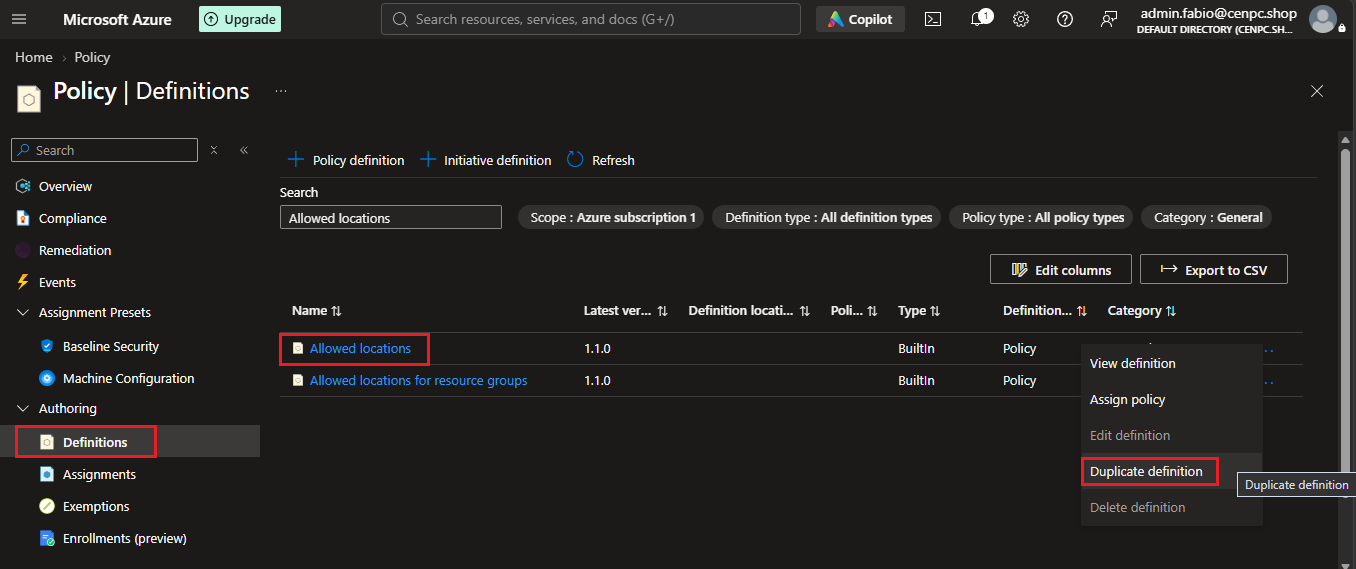 Microsoft Azure
Upgrade
Search resources, services, and docs (G+/)
Copilot
1
admin.fabio@cenpc.shop
DEFAULT DIRECTORY (CENPC.SH...
Home > Policy
Policy | Definitions ...
Search
Overview
Compliance
Remediation
Events
Assignment Presets
Baseline Security
Machine Configuration
Authoring
Definitions
Assignments
Exemptions
Enrollments (preview)
Policy definition
Initiative definition
Refresh
Search
Allowed locations
Scope : Azure subscription 1
Definition type : All definition types
Policy type : All policy types
Category : General
Edit columns
Export to CSV
Name Latest ver... Definition locati... Poli... Type Definition... Category
Allowed locations 1.1.0 BuiltIn Policy
Allowed locations for resource groups 1.1.0 BuiltIn Policy
View definition
Assign policy
Edit definition
Duplicate definition
Duplicate definition
Delete definition